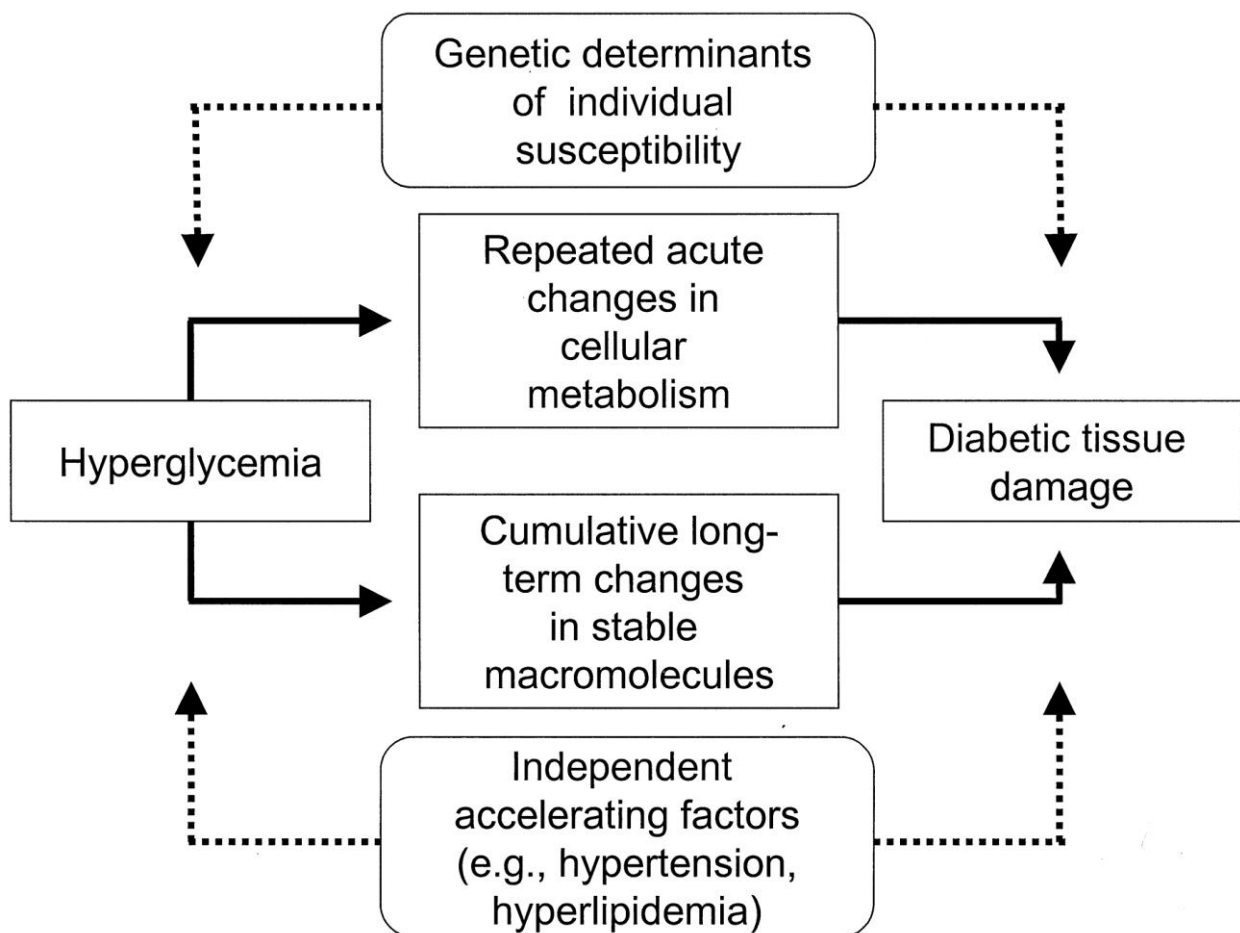 Genetic determinants
of individual
susceptibility
Repeated acute
changes in
cellular
metabolism
Hyperglycemia
Diabetic tissue
damage
Cumulative long-
term changes
in stable
macromolecules
Independent
accelerating factors
(e.g., hypertension,
hyperlipidemia)